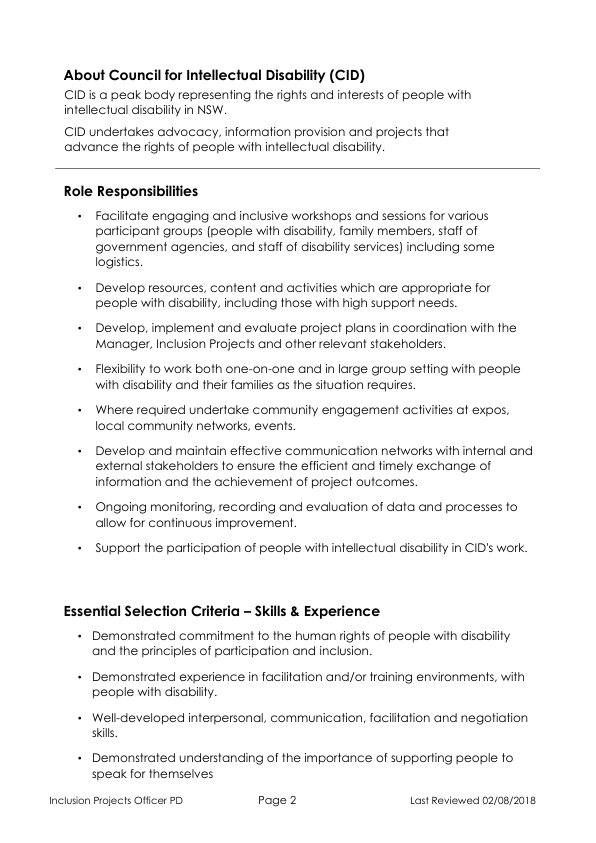 About Council for Intellectual Disability (CID)
CID is a peak body representing the rights and interests of people with
intellectual disability in NSW.
CID undertakes advocacy, information provision and projects that
advance the rights of people with intellectual disability.
Role Responsibilities
• Facilitate engaging and inclusive workshops and sessions for various
participant groups (people with disability, family members, staff of
government agencies, and staff of disability services) including some
logistics.
• Develop resources, content and activities which are appropriate for
people with disability, including those with high support needs.
• Develop, implement and evaluate project plans in coordination with the
Manager, Inclusion Projects and other relevant stakeholders.
• Flexibility to work both one-on-one and in large group setting with people
with disability and their families as the situation requires.
• Where required undertake community engagement activities at expos,
local community networks, events.
• Develop and maintain effective communication networks with internal and
external stakeholders to ensure the efficient and timely exchange of
information and the achievement of project outcomes.
• Ongoing monitoring, recording and evaluation of data and processes to
allow for continuous improvement.
• Support the participation of people with intellectual disability in CID's work.
Essential Selection Criteria – Skills & Experience
• Demonstrated commitment to the human rights of people with disability
and the principles of participation and inclusion.
• Demonstrated experience in facilitation and/or training environments, with
people with disability.
• Well-developed interpersonal, communication, facilitation and negotiation
skills.
• Demonstrated understanding of the importance of supporting people to
speak for themselves
Inclusion Projects Officer PD Page 2 Last Reviewed 02/08/2018